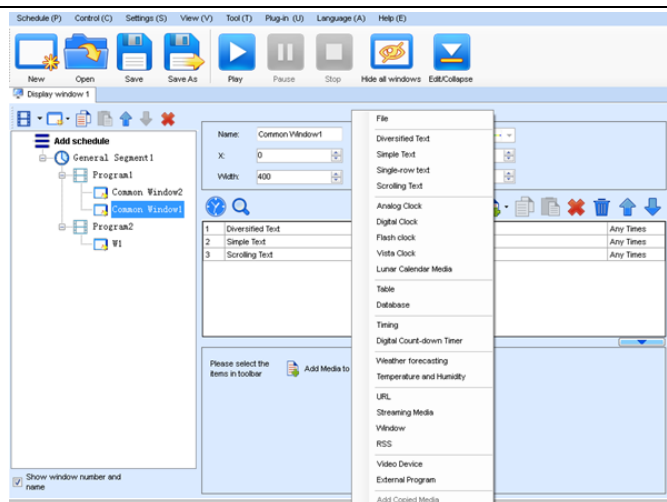 Schedule (P) Control (C) Settings (S) View (V) Tool (T) Plug-in (U) Language (A) Help (E)
New Open Save Save As Play Pause Stop Hide all windows Edit/Collapse
Display window 1
Add schedule
General Segment1
Program1
Common Window2
Common Window1
Program2
W1
Show window number and
name
Name: Common Window1
X: 0
Width: 400
1 Diversified Text Any Times
2 Simple Text Any Times
3 Scrolling Text Any Times
Please select the
items in toolbar
Add Media to
File
Diversified Text
Simple Text
Single-row text
Scrolling Text
Analog Clock
Digital Clock
Flash clock
Vista Clock
Lunar Calendar Media
Table
Database
Timing
Digital Count-down Timer
Weather forecasting
Temperature and Humidity
URL
Streaming Media
Window
RSS
Video Device
External Program
Add Copied Media